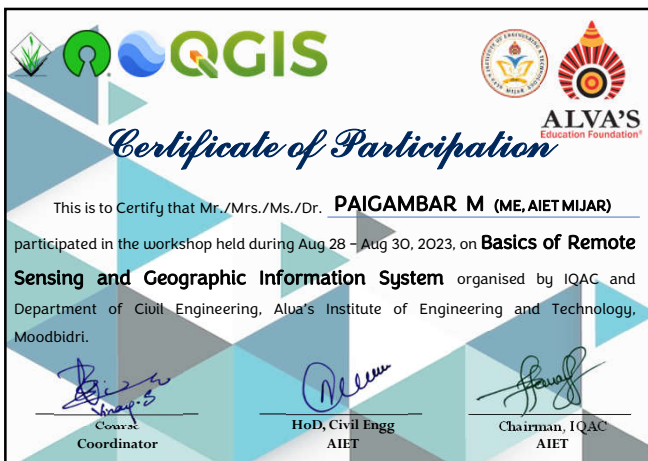 QGIS
ALVA'S
Education Foundation®
Certificate of Participation
This is to Certify that Mr./Mrs./Ms./Dr. PAIGAMBAR M (ME, AIET MIJAR)
participated in the workshop held during Aug 28 – Aug 30, 2023, on Basics of Remote
Sensing and Geographic Information System organised by IQAC and
Department of Civil Engineering, Alva's Institute of Engineering and Technology,
Moodbidri.
Vinay.S
Course
Coordinator
HoD, Civil Engg
AIET
Chairman, IQAC
AIET